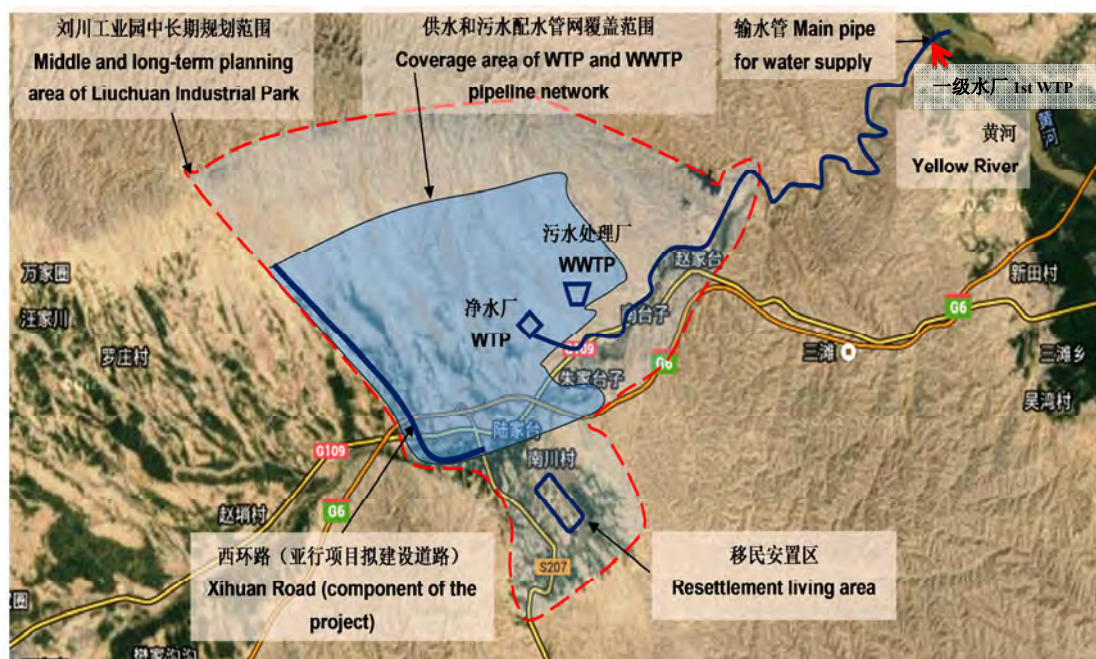 刘川工业园中长期规划范围
Middle and long-term planning
area of Liuchuan Industrial Park
供水和污水配水管网覆盖范围
Coverage area of WTP and WWTP
pipeline network
输水管 Main pipe
for water supply
一级水厂 1st WTP
黄河
Yellow River
黄河
污水处理厂
WWTP
净水厂
WTP
赵家台
南台子
G109
朱家台子
G6
万家囤
汪家川
罗庄村
新田村
G6
三滩
三滩乡
吴湾村
陆家台
G109
南川村
赵埧村
G6
西环路（亚行项目拟建设道路）
Xihuan Road (component of the
project)
S207
移民安置区
Resettlement living area